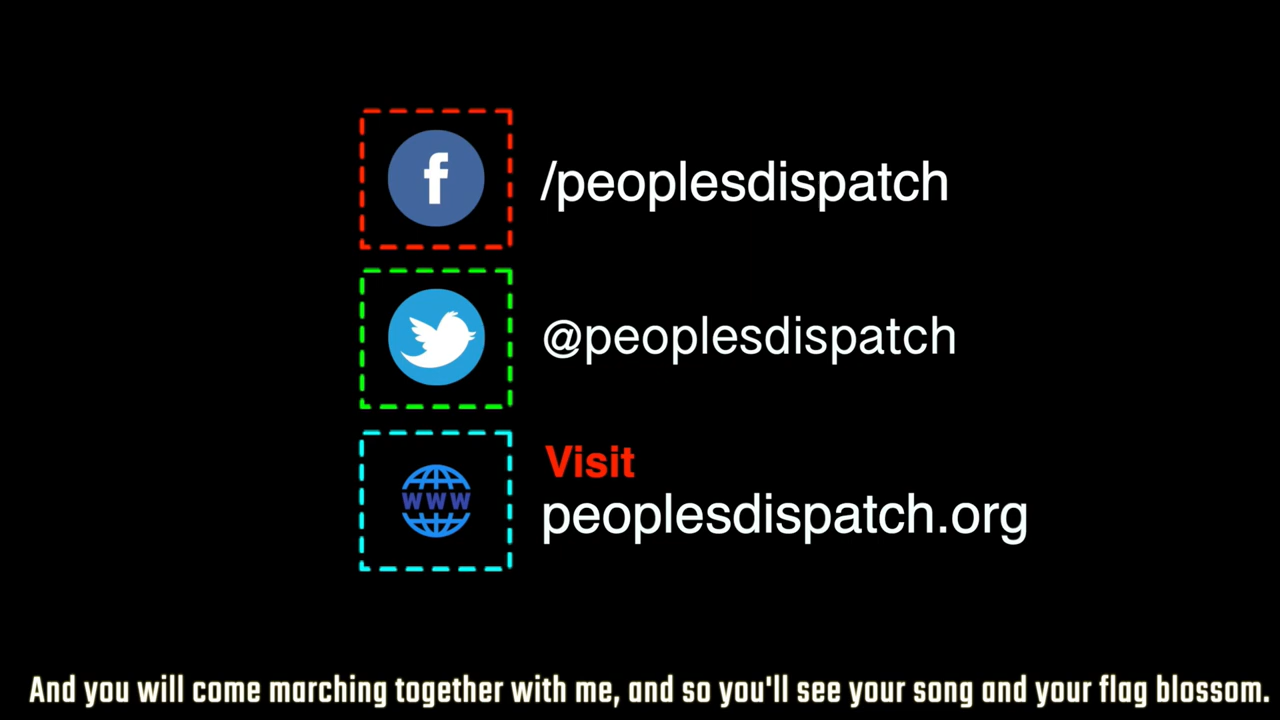 f
/peoplesdispatch
@peoplesdispatch
Visit
www
peoplesdispatch.org
And you will come marching together with me, and so you'll see your song and your flag blossom.